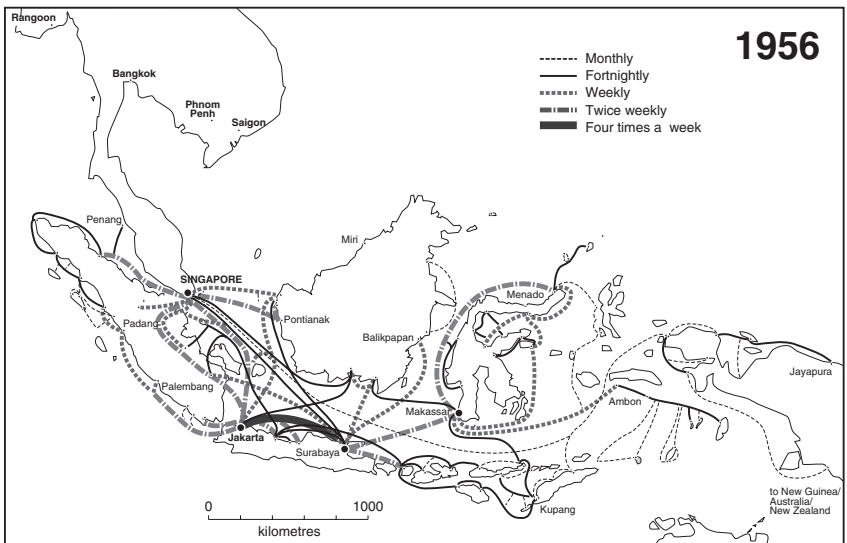 Rangoon
1956
Monthly
Fortnightly
Weekly
Twice weekly
Four times a week
Bangkok
Phnom
Penh
Saigon
Penang
Miri
SINGAPORE
Menado
Padang
Pontianak
Balikpapan
Jayapura
Palembang
Makassar
Ambon
Jakarta
Surabaya
to New Guinea/
Australia/
New Zealand
Kupang
0 1000
kilometres